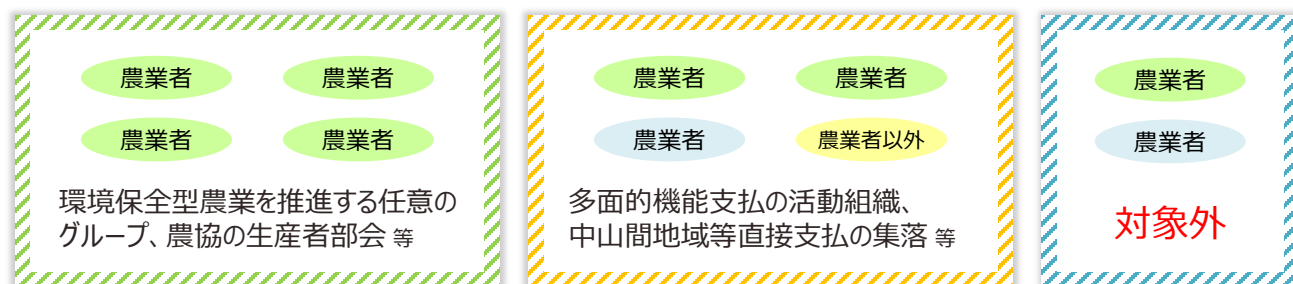 農業者 農業者
農業者 農業者
環境保全型農業を推進する任意の
グループ、農協の生産者部会 等
農業者 農業者
農業者 農業者以外
多面的機能支払の活動組織、
中山間地域等直接支払の集落 等
農業者
農業者
対象外